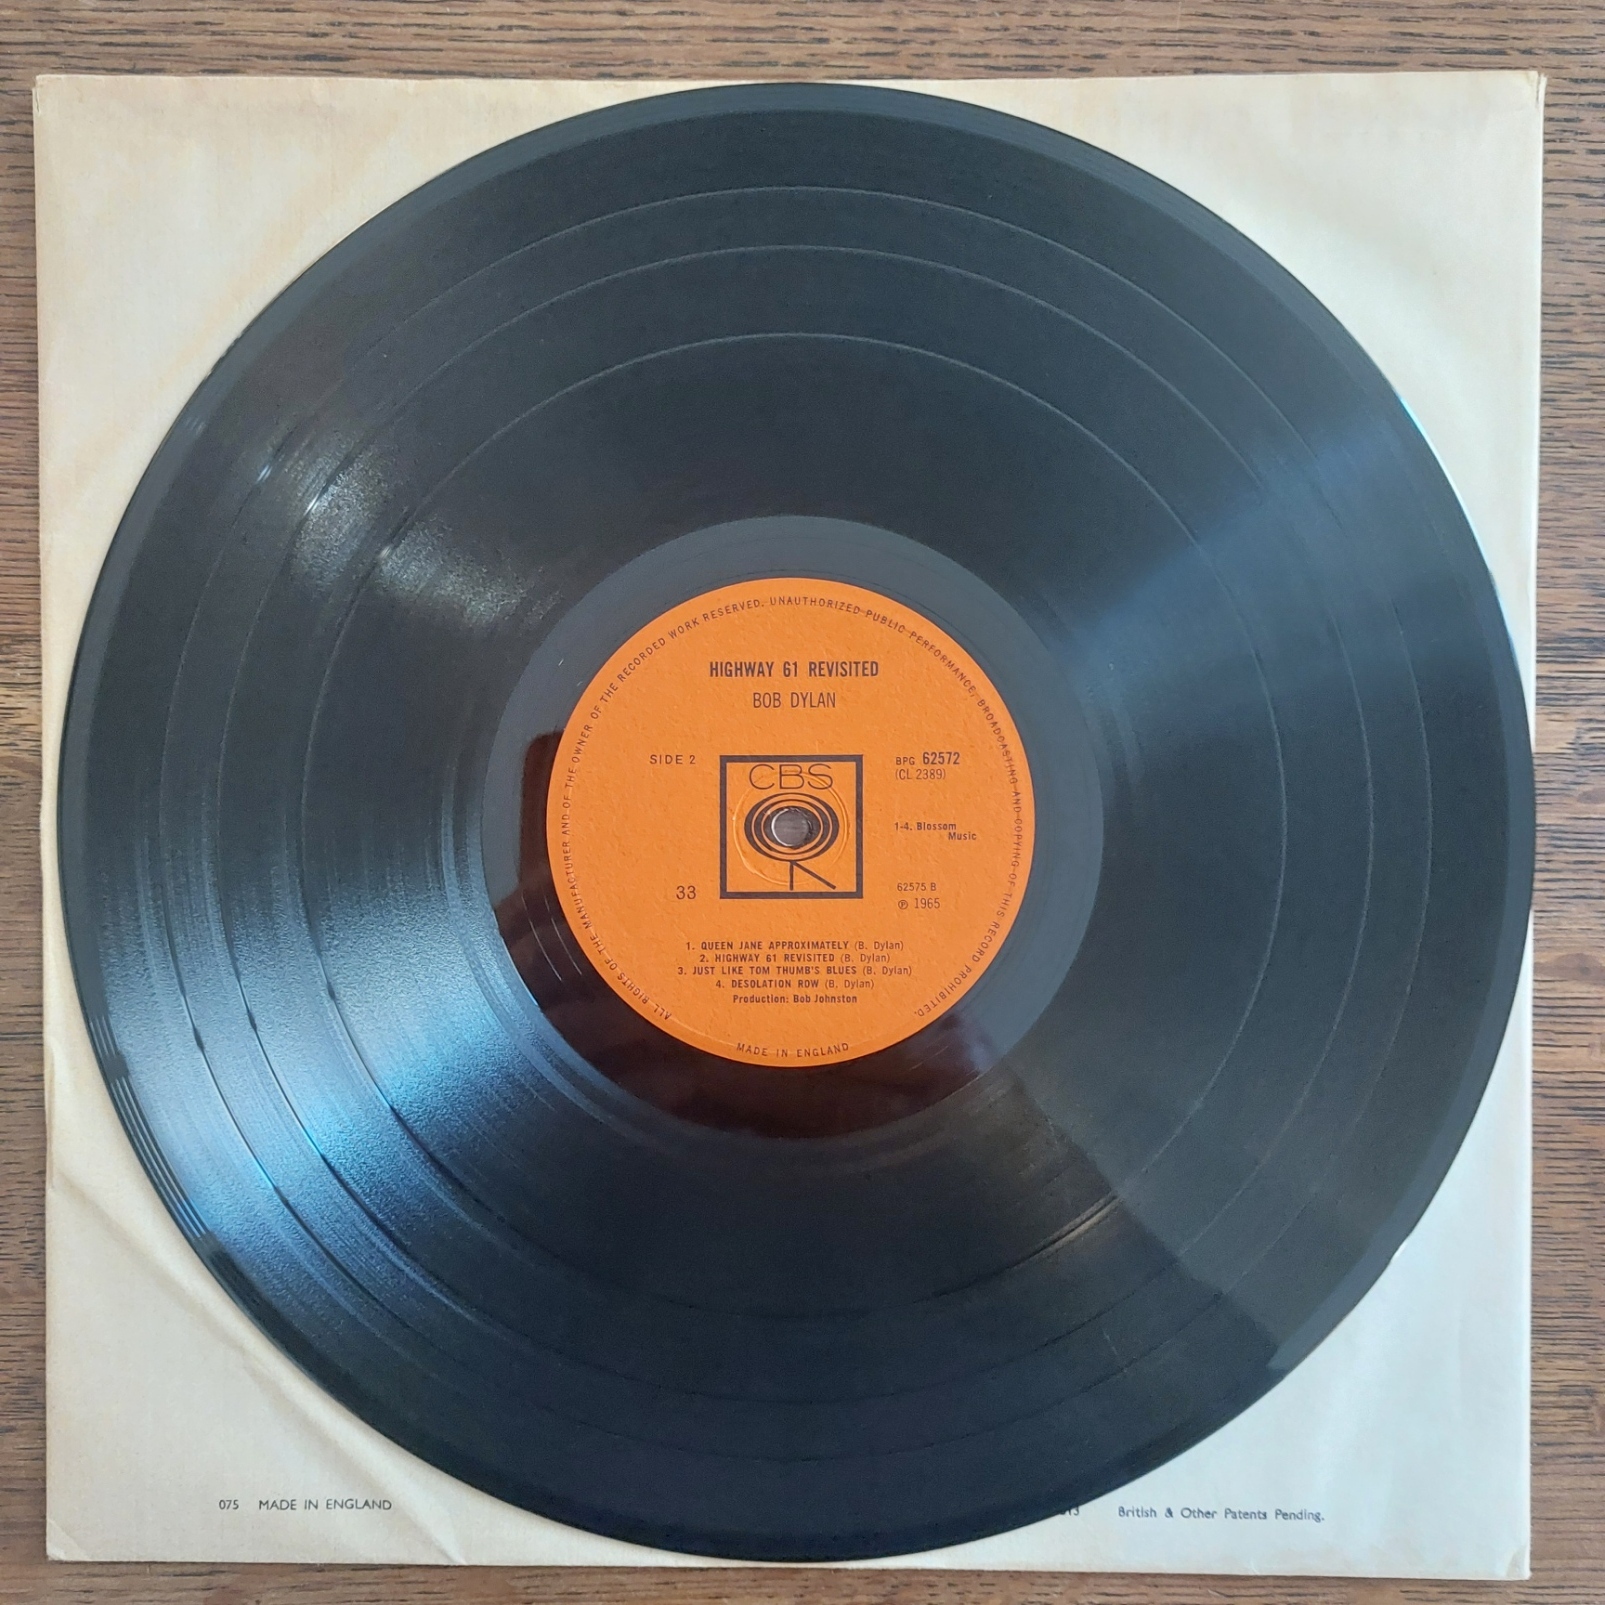 ALL RIGHTS OF THE MANUFACTURER AND OF THE OWNER OF THE RECORDED WORK RESERVED. UNAUTHORIZED PUBLIC PERFORMANCE, BROADCASTING AND COPYING OF THIS RECORD PROHIBITED.
HIGHWAY 61 REVISITED
BOB DYLAN
SIDE 2
CBS
BPG 62572
(CL 2389)
1-4. Blossom
Music
33
62575 B
℗ 1965
1. QUEEN JANE APPROXIMATELY (B. Dylan)
2. HIGHWAY 61 REVISITED (B. Dylan)
3. JUST LIKE TOM THUMB'S BLUES (B. Dylan)
4. DESOLATION ROW (B. Dylan)
Production: Bob Johnston
MADE IN ENGLAND
075 MADE IN ENGLAND
British & Other Patents Pending.